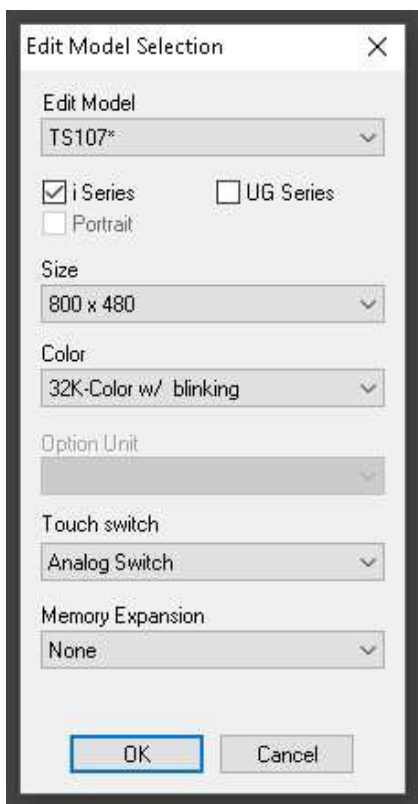 Edit Model Selection
Edit Model
TS107*
i Series UG Series
Portrait
Size
800 x 480
Color
32K-Color w/ blinking
Option Unit
Touch switch
Analog Switch
Memory Expansion
None
OK Cancel